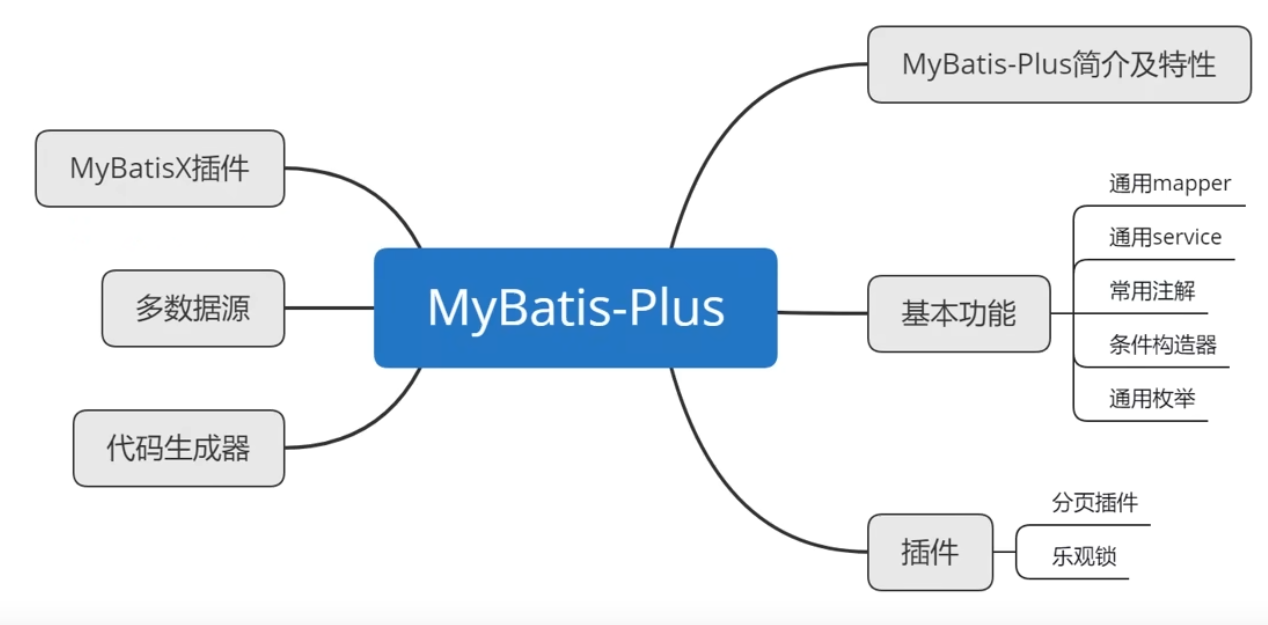 MyBatis-Plus
MyBatis-Plus简介及特性
基本功能
通用mapper
通用service
常用注解
条件构造器
通用枚举
插件
分页插件
乐观锁
MyBatisX插件
多数据源
代码生成器